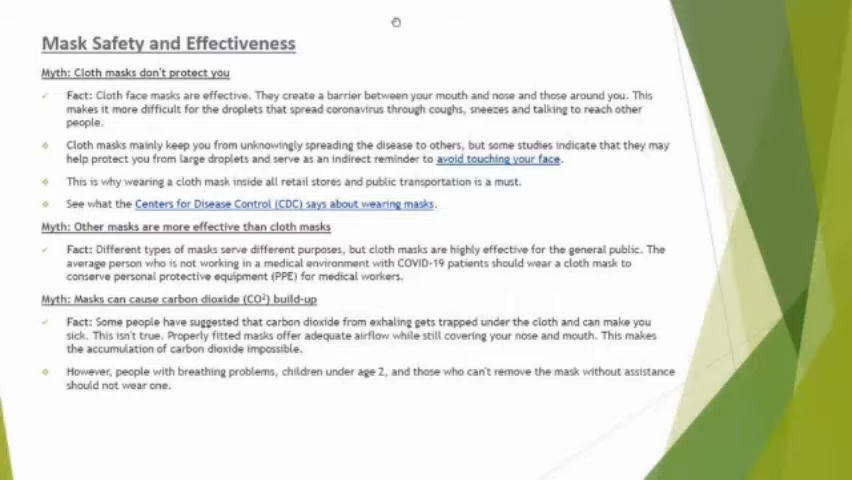 Mask Safety and Effectiveness
Myth: Cloth masks don't protect you
Fact: Cloth face masks are effective. They create a barrier between your mouth and nose and those around you. This
makes it more difficult for the droplets that spread coronavirus through coughs, sneezes and talking to reach other
people.
Cloth masks mainly keep you from unknowingly spreading the disease to others, but some studies indicate that they may
help protect you from large droplets and serve as an indirect reminder to avoid touching your face.
This is why wearing a cloth mask inside all retail stores and public transportation is a must.
See what the Centers for Disease Control (CDC) says about wearing masks.
Myth: Other masks are more effective than cloth masks
Fact: Different types of masks serve different purposes, but cloth masks are highly effective for the general public. The
average person who is not working in a medical environment with COVID-19 patients should wear a cloth mask to
conserve personal protective equipment (PPE) for medical workers.
Myth: Masks can cause carbon dioxide (CO²) build-up
Fact: Some people have suggested that carbon dioxide from exhaling gets trapped under the cloth and can make you
sick. This isn't true. Properly fitted masks offer adequate airflow while still covering your nose and mouth. This makes
the accumulation of carbon dioxide impossible.
However, people with breathing problems, children under age 2, and those who can't remove the mask without assistance
should not wear one.